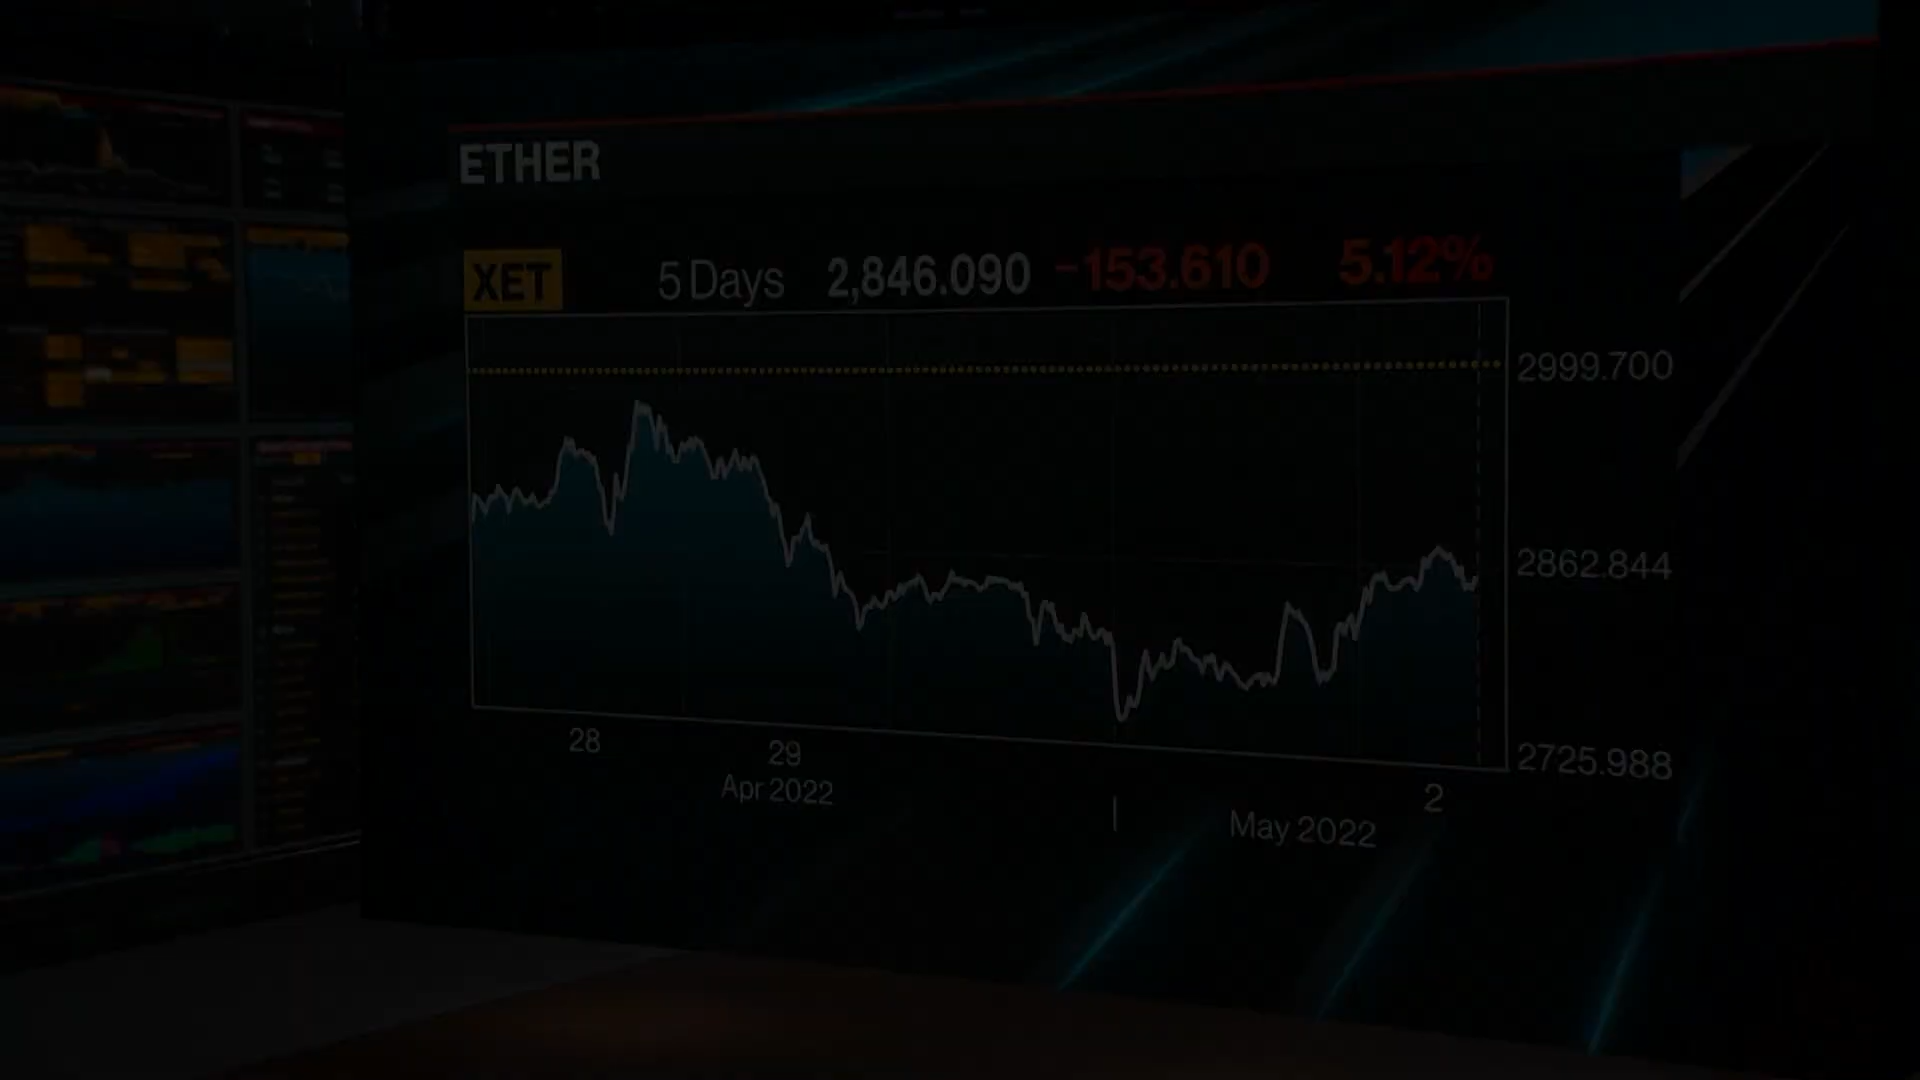 ETHER
XET 5 Days 2,846.090 -153.610 5.12%
2999.700
2862.844
2725.988
28 29 2
Apr 2022 May 2022